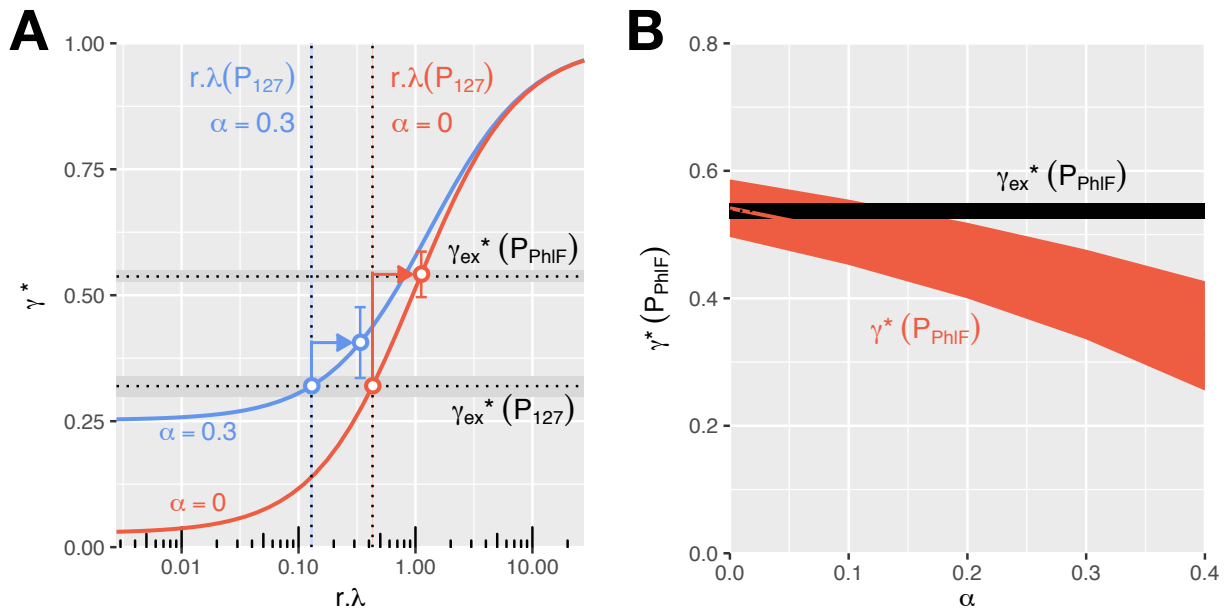 A
1.00
0.75
0.50
0.25
0.00
γ*
r.λ(P127)
α = 0.3
r.λ(P127)
α = 0
γex* (PPhlF)
γex* (P127)
α = 0.3
α = 0
0.01
0.10
1.00
10.00
r.λ
B
0.8
0.6
0.4
0.2
0.0
γ* (PPhlF)
γex* (PPhlF)
γ* (PPhlF)
0.0
0.1
0.2
0.3
0.4
α